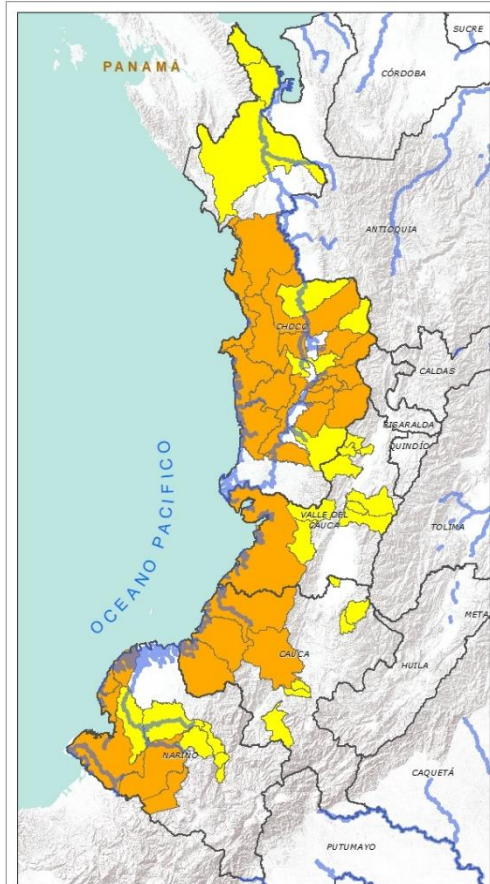 SUCRE
PANAMÁ
CÓRDOBA
ANTIOQUIA
CHOCÓ
CALDAS
RISARALDA
QUINDÍO
OCEANO PACIFICO
VALLE DEL
CAUCA
TOLIMA
META
CAUCA
HUILA
NARIÑO
CAQUETÁ
PUTUMAYO